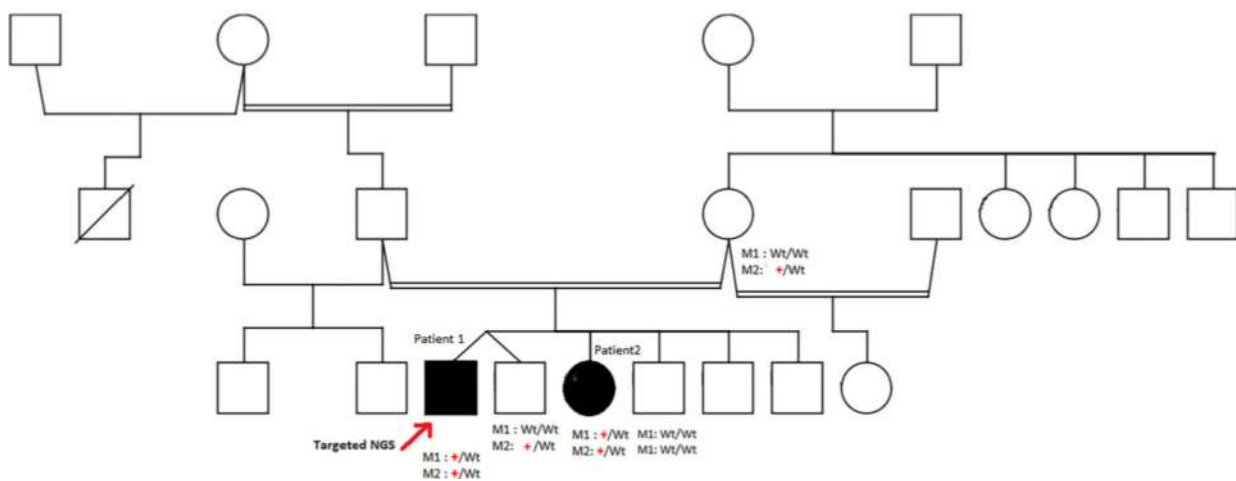 M1 : Wt/Wt
M2: +/Wt
Patient 1
Patient2
Targeted NGS
M1 : +/Wt
M2 : +/Wt
M1 : Wt/Wt
M2: +/Wt
M1 : +/Wt
M2: +/Wt
M1: Wt/Wt
M1: Wt/Wt